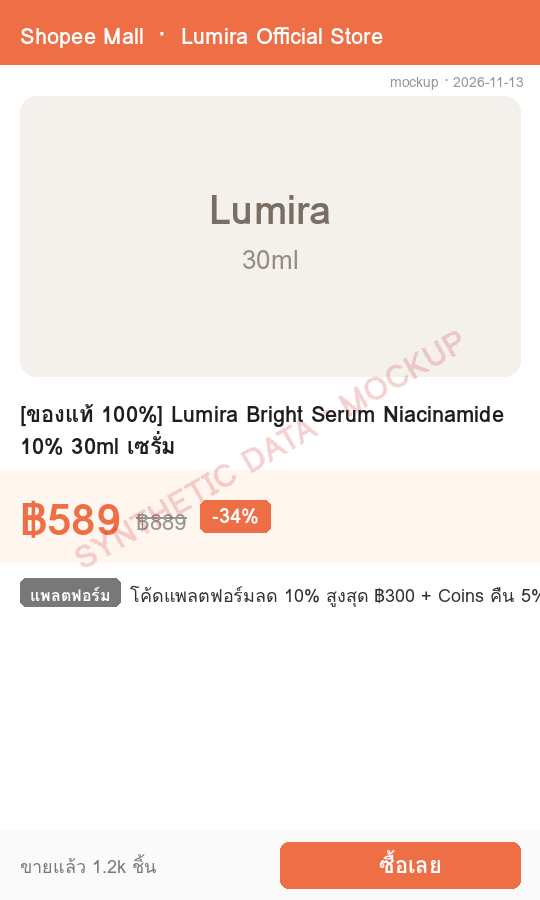 Shopee Mall · Lumira Official Store
mockup · 2026-11-13
Lumira
30ml
[ของแท้ 100%] Lumira Bright Serum Niacinamide
10% 30ml เซรั่ม
฿589 ฿889 -34%
SYNTHETIC DATA · MOCKUP
แพลตฟอร์ม โค้ดแพลตฟอร์มลด 10% สูงสุด ฿300 + Coins คืน 5%
ขายแล้ว 1.2k ชิ้น ซื้อเลย